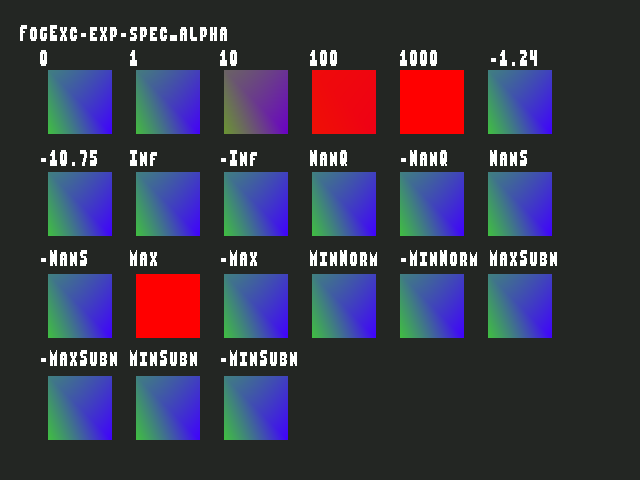 FogExc-exp-spec_alpha
0 1 10 100 1000 -1.24
-10.75 Inf -Inf NanQ -NanQ NanS
-NanS Max -Max MinNorm -MinNorm MaxSubN
-MaxSubN MinSubN -MinSubN